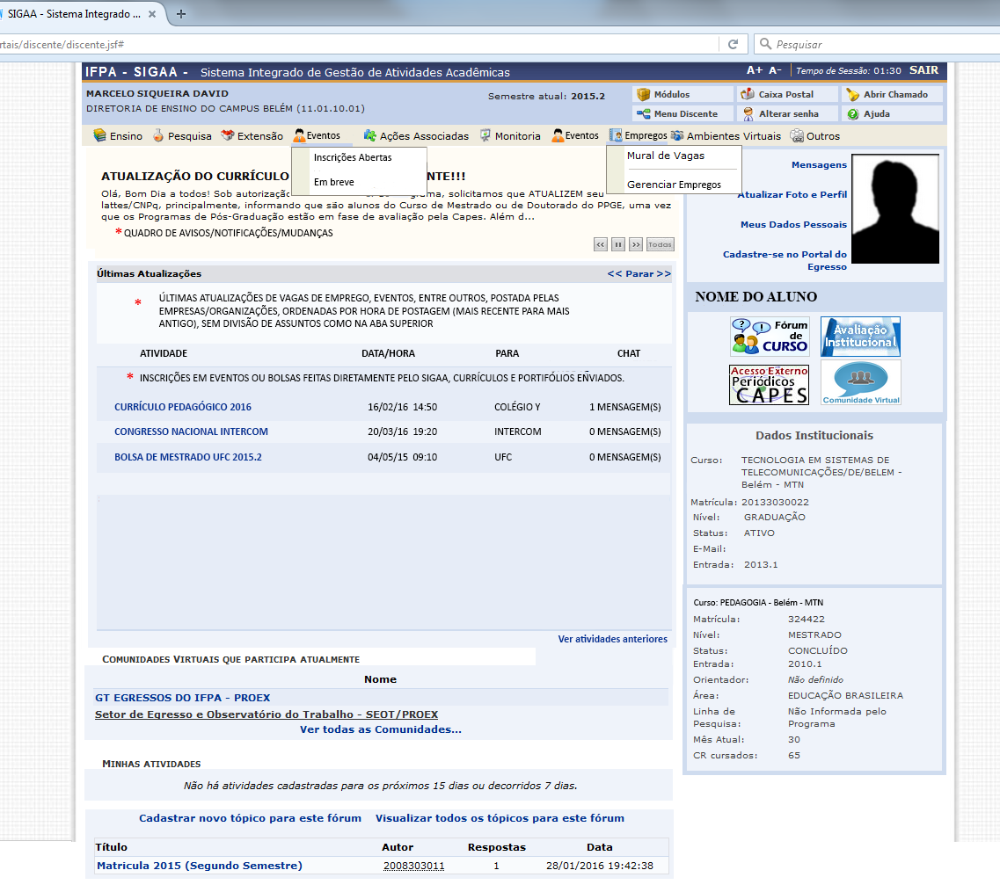 SIGAA - Sistema Integrado ...
rtais/discente/discente.jsf#
Pesquisar
IFPA - SIGAA - Sistema Integrado de Gestão de Atividades Acadêmicas
A+ A- Tempo de Sessão: 01:30 SAIR
MARCELO SIQUEIRA DAVID
Semestre atual: 2015.2
DIRETORIA DE ENSINO DO CAMPUS BELÉM (11.01.10.01)
Módulos Caixa Postal Abrir Chamado
Menu Discente Alterar senha Ajuda
Ensino Pesquisa Extensão Eventos Ações Associadas Monitoria Eventos Empregos Ambientes Virtuais Outros
Inscrições Abertas
Em breve
Mural de Vagas
Gerenciar Empregos
ATUALIZAÇÃO DO CURRÍCULO NTE!!!
Olá, Bom Dia a todos! Sob autorização grama, solicitamos que ATUALIZEM seu
lattes/CNPq, principalmente, informando que são alunos do Curso de Mestrado ou de Doutorado do PPGE, uma vez
que os Programas de Pós-Graduação estão em fase de avaliação pela Capes. Além d...
* QUADRO DE AVISOS/NOTIFICAÇÕES/MUDANÇAS
<< II >> Todas
Mensagens
Atualizar Foto e Perfil
Meus Dados Pessoais
Cadastre-se no Portal do
Egresso
NOME DO ALUNO
Fórum
de
CURSO
Avaliação
Institucional
Acesso Externo
Periódicos
CAPES
Comunidade Virtual
Últimas Atualizações << Parar >>
* ÚLTIMAS ATUALIZAÇÕES DE VAGAS DE EMPREGO, EVENTOS, ENTRE OUTROS, POSTADA PELAS
EMPRESAS/ORGANIZAÇÕES, ORDENADAS POR HORA DE POSTAGEM (MAIS RECENTE PARA MAIS
ANTIGO), SEM DIVISÃO DE ASSUNTOS COMO NA ABA SUPERIOR
ATIVIDADE DATA/HORA PARA CHAT
* INSCRIÇÕES EM EVENTOS OU BOLSAS FEITAS DIRETAMENTE PELO SIGAA, CURRÍCULOS E PORTIFÓLIOS ENVIADOS.
CURRÍCULO PEDAGÓGICO 2016 16/02/16 14:50 COLÉGIO Y 1 MENSAGEM(S)
CONGRESSO NACIONAL INTERCOM 20/03/16 19:20 INTERCOM 0 MENSAGEM(S)
BOLSA DE MESTRADO UFC 2015.2 04/05/15 09:10 UFC 0 MENSAGEM(S)
Ver atividades anteriores
Dados Institucionais
Curso: TECNOLOGIA EM SISTEMAS DE
TELECOMUNICAÇÕES/DE/BELEM -
Belém - MTN
Matrícula: 20133030022
Nível: GRADUAÇÃO
Status: ATIVO
E-Mail:
Entrada: 2013.1
Curso: PEDAGOGIA - Belém - MTN
Matrícula: 324422
Nível: MESTRADO
Status: CONCLUÍDO
Entrada: 2010.1
Orientador: Não definido
Área: EDUCAÇÃO BRASILEIRA
Linha de Não Informada pelo
Pesquisa: Programa
Mês Atual: 30
CR cursados: 65
COMUNIDADES VIRTUAIS QUE PARTICIPA ATUALMENTE
Nome
GT EGRESSOS DO IFPA - PROEX
Setor de Egresso e Observatório do Trabalho - SEOT/PROEX
Ver todas as Comunidades...
MINHAS ATIVIDADES
Não há atividades cadastradas para os próximos 15 dias ou decorridos 7 dias.
Cadastrar novo tópico para este fórum Visualizar todos os tópicos para este fórum
Título Autor Respostas Data
Matricula 2015 (Segundo Semestre) 2008303011 1 28/01/2016 19:42:38